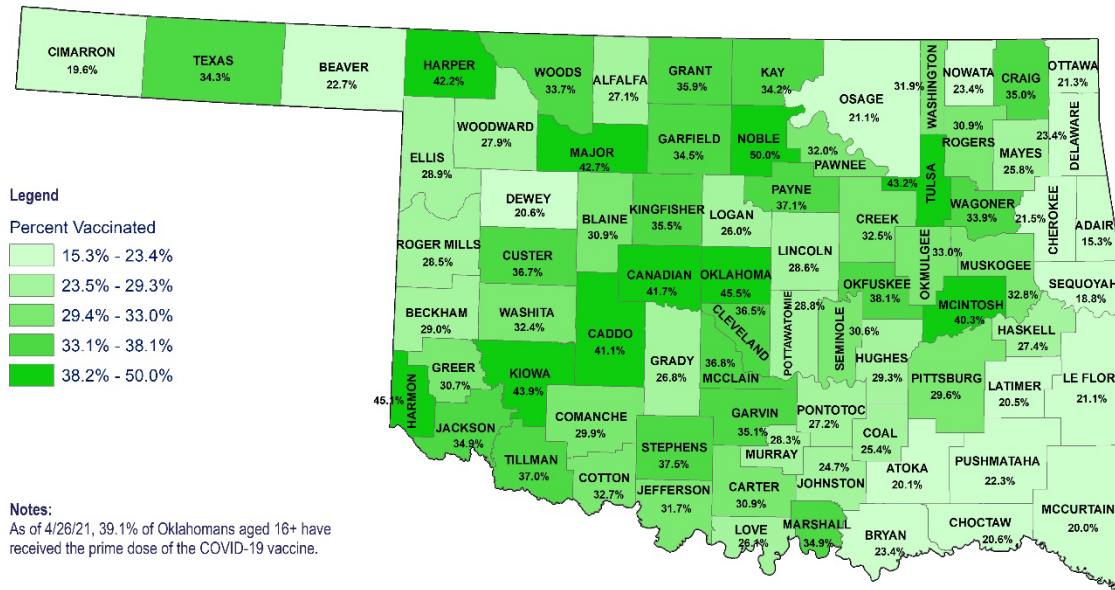 CIMARRON
19.6%
TEXAS
34.3%
BEAVER
22.7%
HARPER
42.2%
WOODS
33.7%
ALFALFA
27.1%
GRANT
35.9%
KAY
34.2%
OSAGE
21.1%
31.9%
WASHINGTON
NOWATA
23.4%
CRAIG
35.0%
OTTAWA
21.3%
WOODWARD
27.9%
MAJOR
42.7%
GARFIELD
34.5%
NOBLE
50.0%
32.0%
PAWNEE
30.9%
ROGERS
MAYES
25.8%
23.4%
DELAWARE
ELLIS
28.9%
DEWEY
20.6%
BLAINE
30.9%
KINGFISHER
35.5%
LOGAN
26.0%
PAYNE
37.1%
43.2%
TULSA
WAGONER
33.9%
21.5%
CHEROKEE
ADAIR
15.3%
CREEK
32.5%
Legend
Percent Vaccinated
15.3% - 23.4%
23.5% - 29.3%
29.4% - 33.0%
33.1% - 38.1%
38.2% - 50.0%
ROGER MILLS
28.5%
CUSTER
36.7%
CANADIAN
41.7%
OKLAHOMA
45.5%
LINCOLN
28.6%
OKFUSKEE
38.1%
33.0%
OKMULGEE
MUSKOGEE
32.8%
MCINTOSH
40.3%
SEQUOYAH
18.8%
BECKHAM
29.0%
WASHITA
32.4%
CADDO
41.1%
GRADY
26.8%
36.5%
CLEVELAND
36.8%
MCCLAIN
28.8%
POTTAWATOMIE
SEMINOLE
30.6%
HUGHES
29.3%
PITTSBURG
29.6%
HASKELL
27.4%
LATIMER
20.5%
LE FLOR
21.1%
45.1%
HARMON
GREER
30.7%
KIOWA
43.9%
JACKSON
34.9%
COMANCHE
29.9%
TILLMAN
37.0%
COTTON
32.7%
STEPHENS
37.5%
JEFFERSON
31.7%
GARVIN
35.1%
28.3%
MURRAY
PONTOTOC
27.2%
COAL
25.4%
24.7%
JOHNSTON
ATOKA
20.1%
PUSHMATAHA
22.3%
CARTER
30.9%
LOVE
26.1%
MARSHALL
34.9%
BRYAN
23.4%
CHOCTAW
20.6%
MCCURTAIN
20.0%
Notes:
As of 4/26/21, 39.1% of Oklahomans aged 16+ have
received the prime dose of the COVID-19 vaccine.